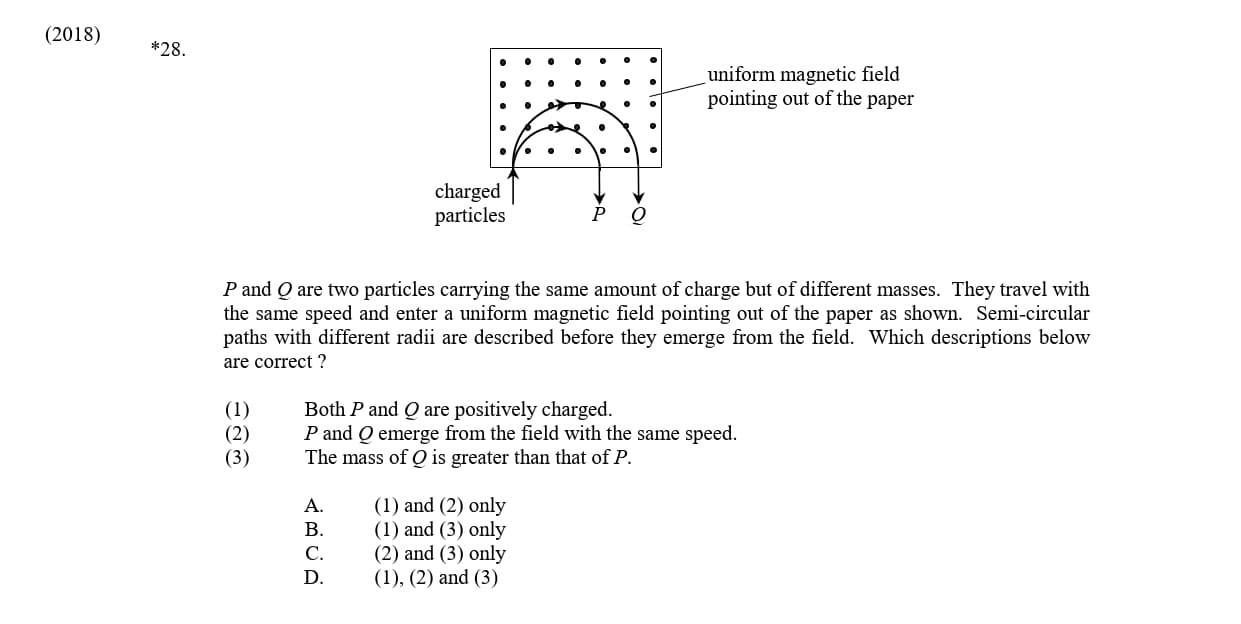 (2018)
*28.
uniform magnetic field
pointing out of the paper
charged
particles
P Q
P and Q are two particles carrying the same amount of charge but of different masses. They travel with
the same speed and enter a uniform magnetic field pointing out of the paper as shown. Semi-circular
paths with different radii are described before they emerge from the field. Which descriptions below
are correct ?
(1) Both P and Q are positively charged.
(2) P and Q emerge from the field with the same speed.
(3) The mass of Q is greater than that of P.
A. (1) and (2) only
B. (1) and (3) only
C. (2) and (3) only
D. (1), (2) and (3)